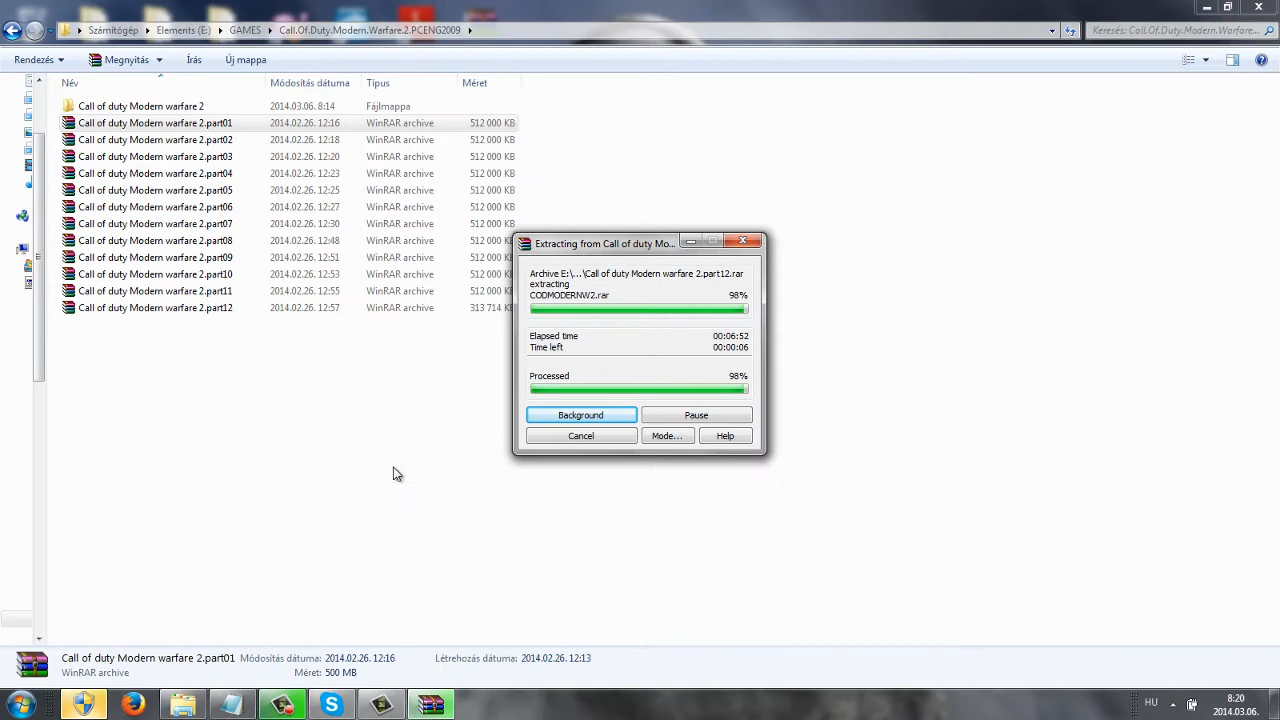 Számítógép ▸ Elements (E:) ▸ GAMES ▸ Call.Of.Duty.Modern.Warfare.2.PCENG2009 ▸
Keresés: Call.Of.Duty.Modern.Warfare...
Rendezés ▾ Megnyitás ▾ Írás Új mappa
Név Módosítás dátuma Típus Méret
Call of duty Modern warfare 2 2014.03.06. 8:14 Fájlmappa
Call of duty Modern warfare 2.part01 2014.02.26. 12:16 WinRAR archive 512 000 KB
Call of duty Modern warfare 2.part02 2014.02.26. 12:18 WinRAR archive 512 000 KB
Call of duty Modern warfare 2.part03 2014.02.26. 12:20 WinRAR archive 512 000 KB
Call of duty Modern warfare 2.part04 2014.02.26. 12:23 WinRAR archive 512 000 KB
Call of duty Modern warfare 2.part05 2014.02.26. 12:25 WinRAR archive 512 000 KB
Call of duty Modern warfare 2.part06 2014.02.26. 12:27 WinRAR archive 512 000 KB
Call of duty Modern warfare 2.part07 2014.02.26. 12:30 WinRAR archive 512 000 KB
Call of duty Modern warfare 2.part08 2014.02.26. 12:48 WinRAR archive 512 000 KB
Call of duty Modern warfare 2.part09 2014.02.26. 12:51 WinRAR archive 512 000 KB
Call of duty Modern warfare 2.part10 2014.02.26. 12:53 WinRAR archive 512 000 KB
Call of duty Modern warfare 2.part11 2014.02.26. 12:55 WinRAR archive 512 000 KB
Call of duty Modern warfare 2.part12 2014.02.26. 12:57 WinRAR archive 313 714 KB
Extracting from Call of duty Mo...
Archive E:\...\Call of duty Modern warfare 2.part12.rar
extracting
CODMODERNW2.rar 98%
Elapsed time 00:06:52
Time left 00:00:06
Processed 98%
Background Pause
Cancel Mode... Help
Call of duty Modern warfare 2.part01 Módosítás dátuma: 2014.02.26. 12:16 Létrehozás dátuma: 2014.02.26. 12:13
WinRAR archive Méret: 500 MB
HU 8:20
2014.03.06.